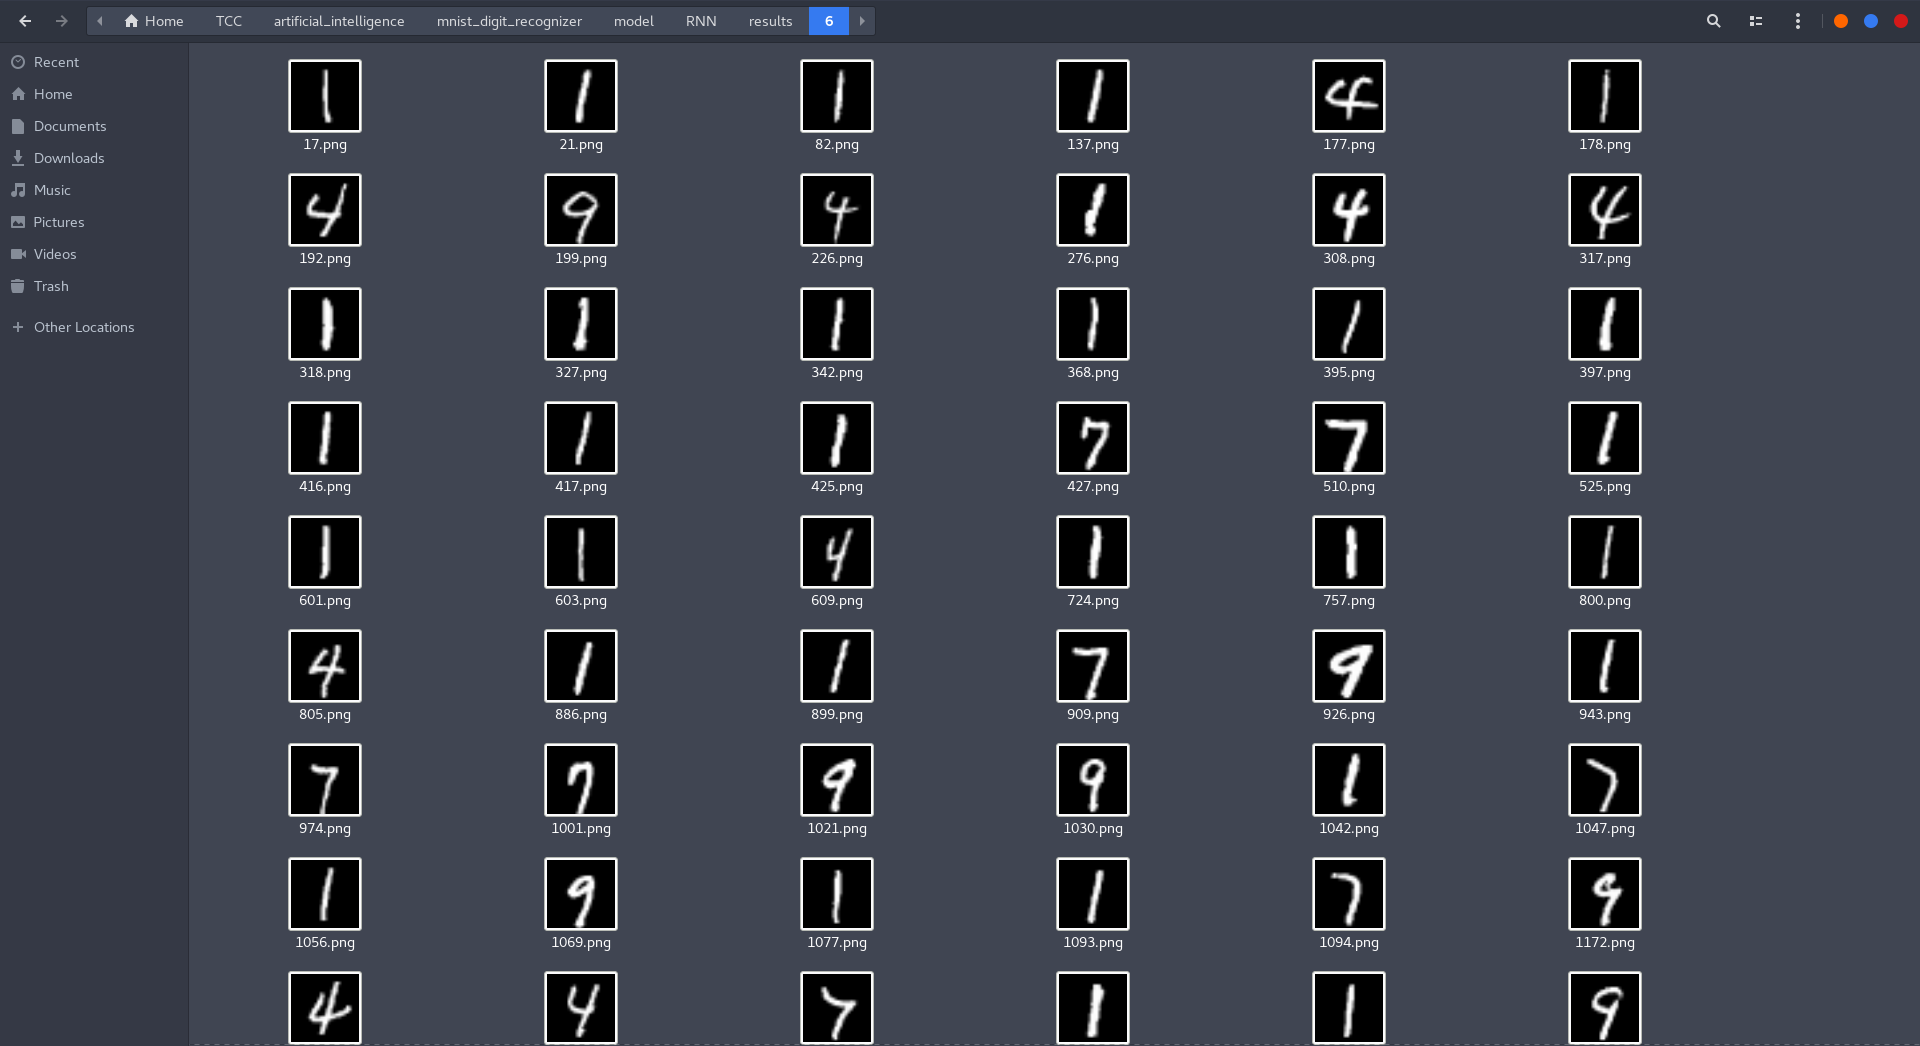 Home TCC artificial_intelligence mnist_digit_recognizer model RNN results 6
Recent
Home
Documents
Downloads
Music
Pictures
Videos
Trash
Other Locations
1 1 1 1 4 1
17.png 21.png 82.png 137.png 177.png 178.png
4 9 4 1 4 4
192.png 199.png 226.png 276.png 308.png 317.png
1 1 1 1 1 1
318.png 327.png 342.png 368.png 395.png 397.png
1 1 1 7 7 1
416.png 417.png 425.png 427.png 510.png 525.png
1 1 4 1 1 1
601.png 603.png 609.png 724.png 757.png 800.png
4 1 1 7 9 1
805.png 886.png 899.png 909.png 926.png 943.png
7 7 9 9 1 7
974.png 1001.png 1021.png 1030.png 1042.png 1047.png
1 9 1 1 7 9
1056.png 1069.png 1077.png 1093.png 1094.png 1172.png
4 4 7 1 1 9